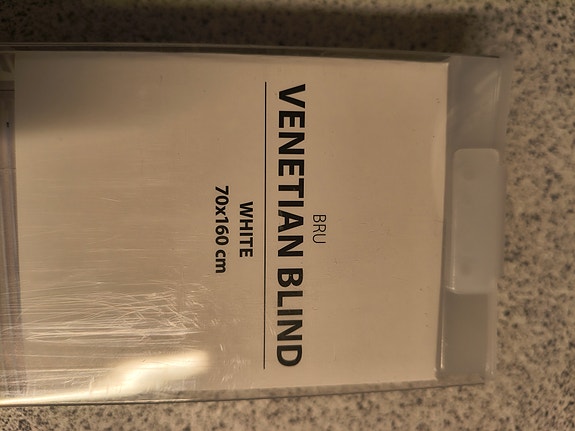 BRU
VENETIAN BLIND
WHITE
70x160 cm